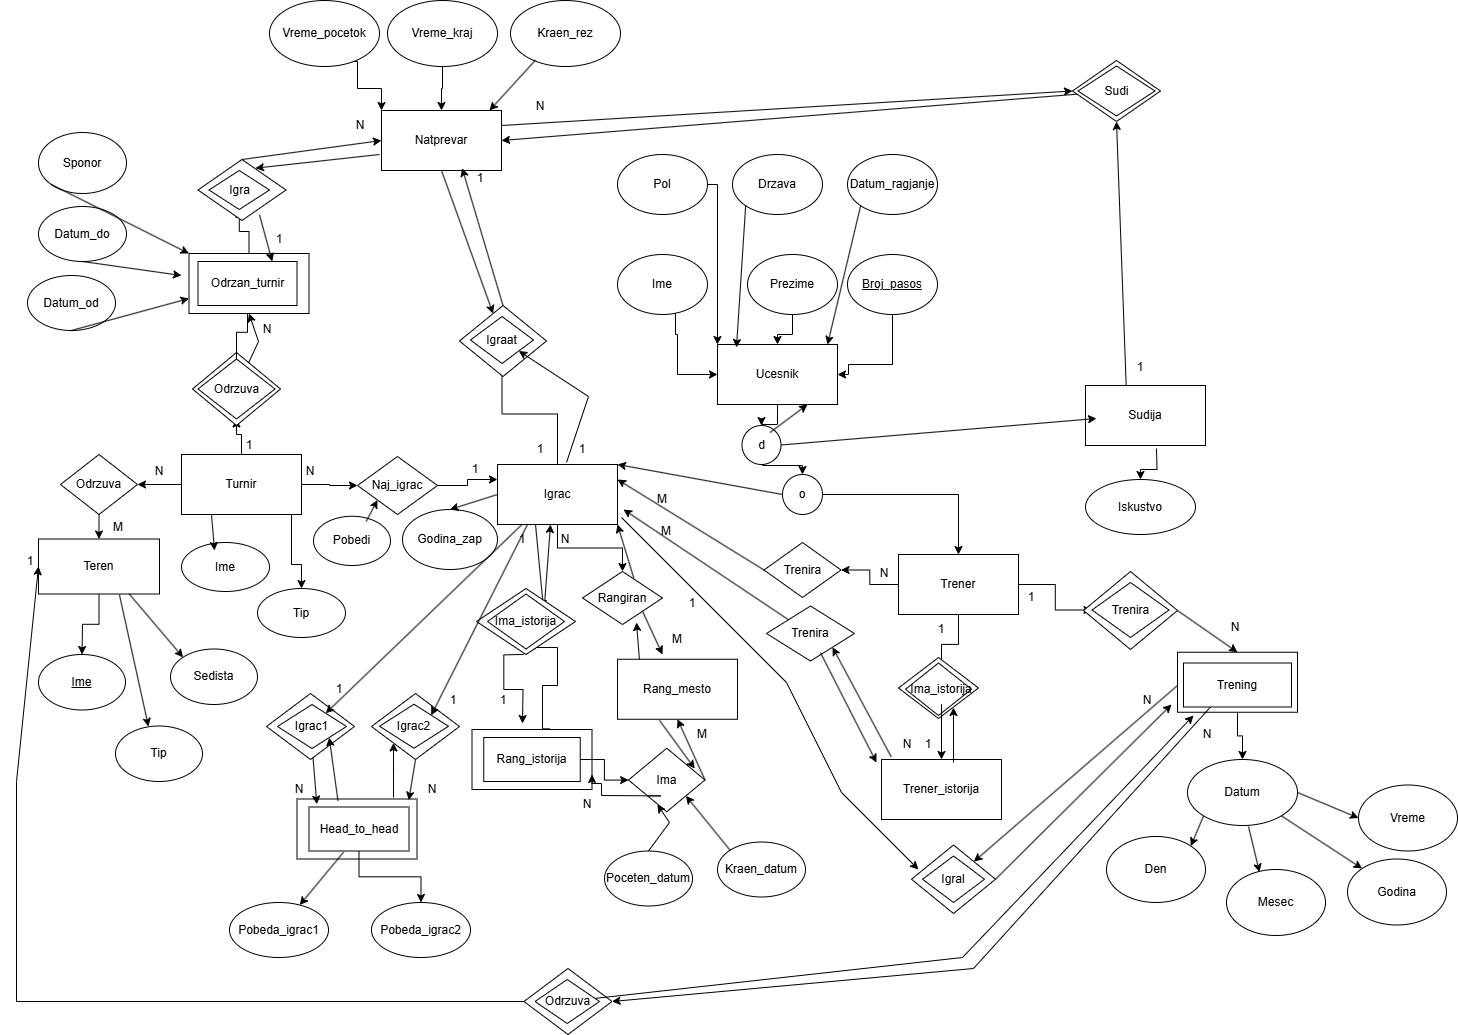 Vreme_pocetok
Vreme_kraj
Kraen_rez
Sudi
N
N
Natprevar
Sponor
1
Pol
Drzava
Datum_ragjanje
Igra
Datum_do
1
Odrzan_turnir
Ime
Prezime
Broj_pasos
Datum_od
N
Igraat
Ucesnik
1
Odrzuva
Sudija
1
1
1
d
N
Odrzuva
Turnir
N
Naj_igrac
1
Igrac
o
M
Iskustvo
M
Pobedi
Godina_zap
1
N
M
1
Teren
Ime
Trenira
N
Trener
Tip
Rangiran
1
1
Trenira
Ima_istorija
Trenira
1
N
M
Ime
Sedista
1
1
Rang_mesto
Ima_istorija
Trening
N
Igrac1
Igrac2
1
M
N
1
N
Tip
Rang_istorija
Ima
Trener_istorija
Datum
N
N
N
Vreme
Head_to_head
Poceten_datum
Kraen_datum
Igral
Den
Mesec
Godina
Pobeda_igrac1
Pobeda_igrac2
Odrzuva